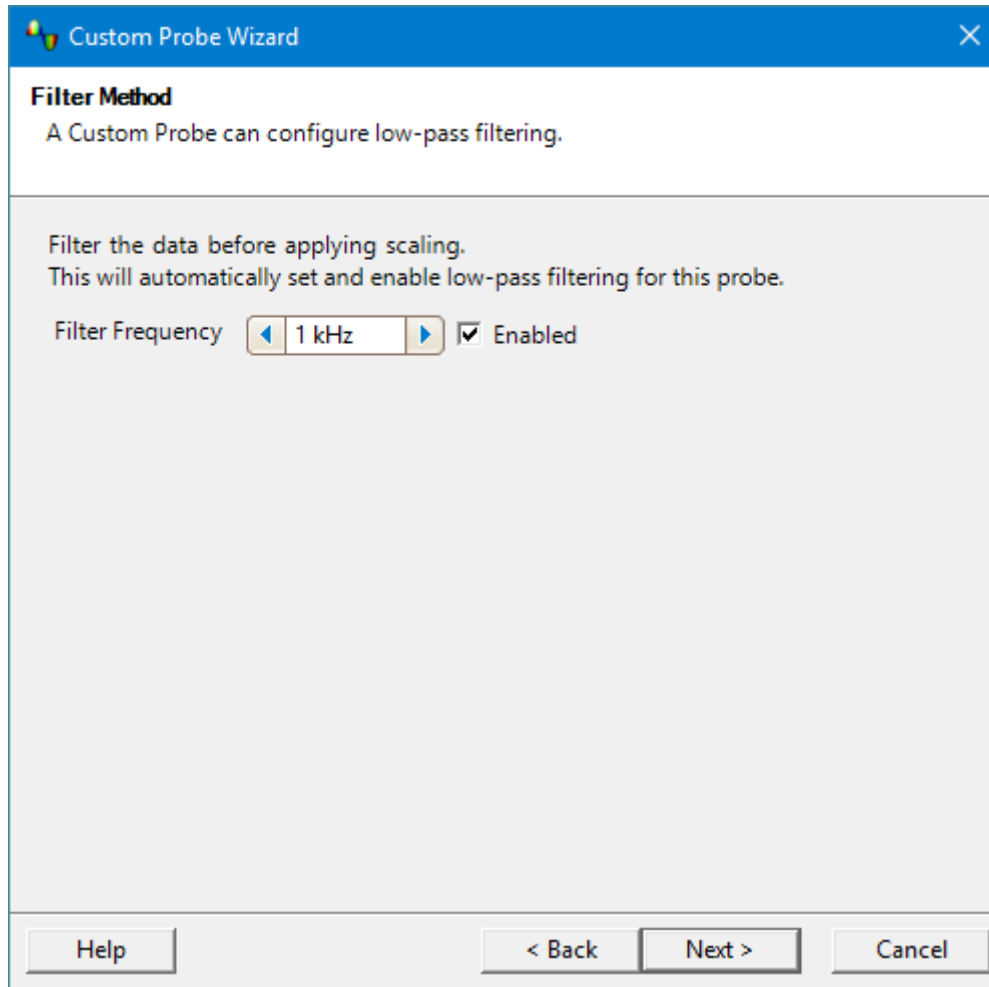 Custom Probe Wizard
Filter Method
A Custom Probe can configure low-pass filtering.
Filter the data before applying scaling.
This will automatically set and enable low-pass filtering for this probe.
Filter Frequency 1 kHz Enabled
Help < Back Next > Cancel